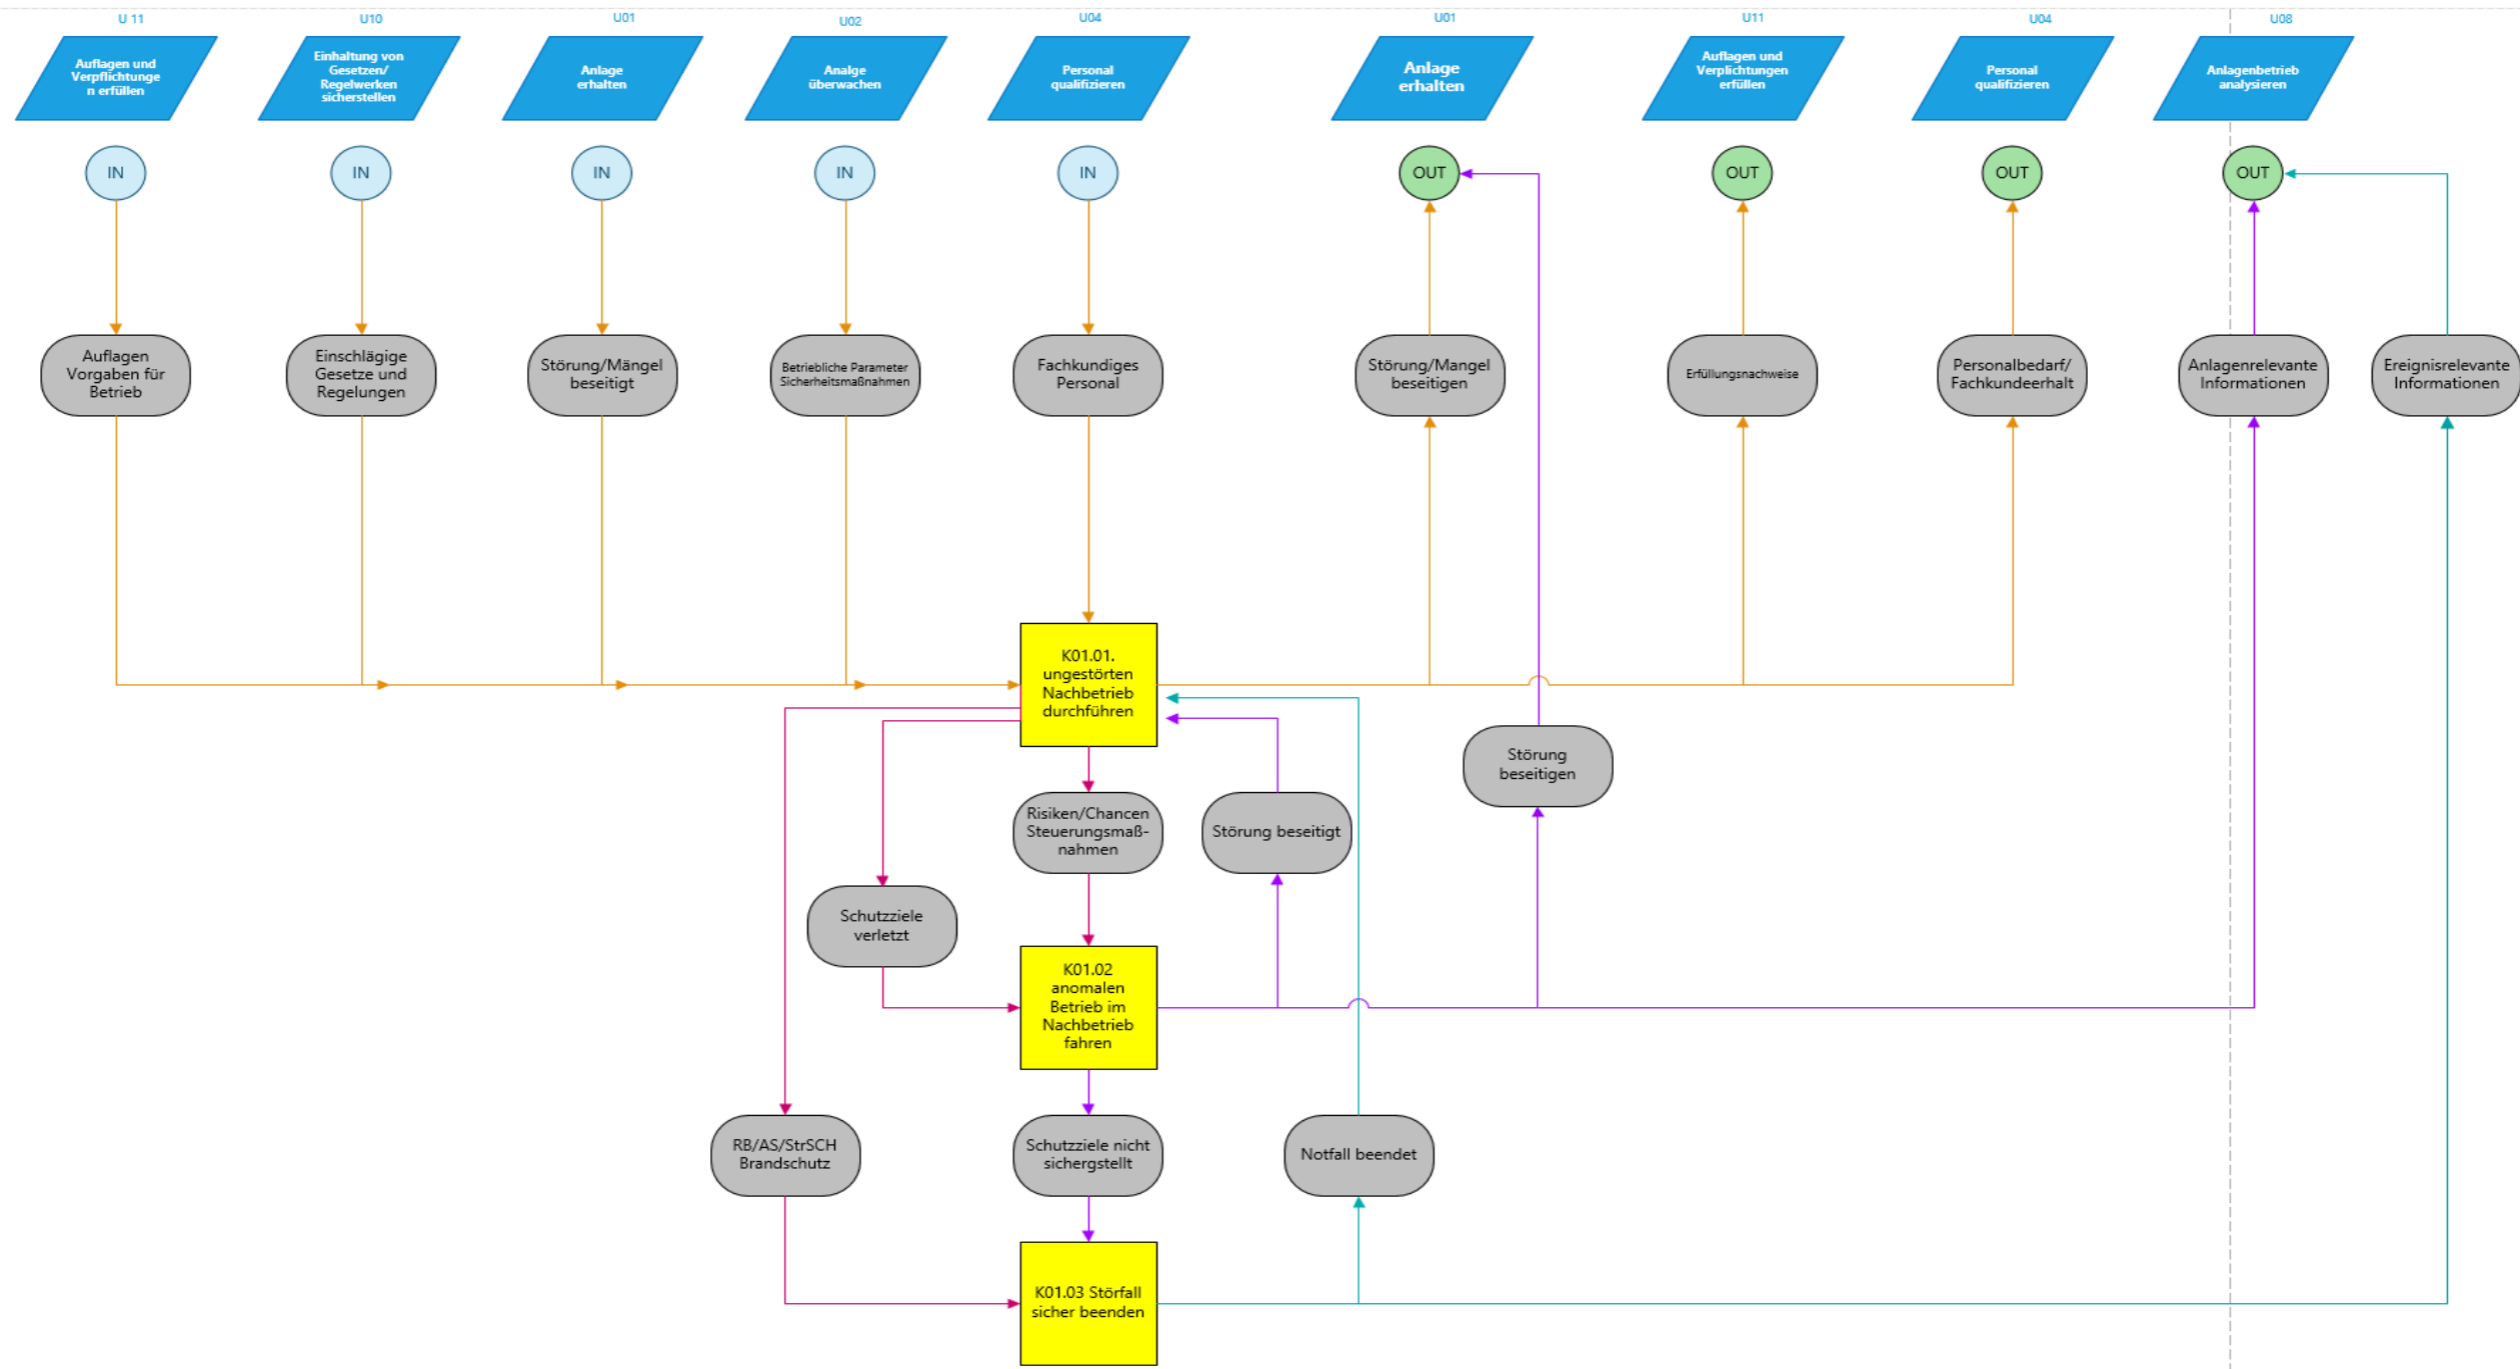 U 11
U10
U01
U02
U04
U01
U11
U04
U08
Auflagen und
Verpflichtunge
n erfüllen
Einhaltung von
Gesetzen/
Regelwerken
sicherstellen
Anlage
erhalten
Analge
überwachen
Personal
qualifizieren
Anlage
erhalten
Auflagen und
Verplichtungen
erfüllen
Personal
qualifizieren
Anlagenbetrieb
analysieren
IN
IN
IN
IN
IN
OUT
OUT
OUT
OUT
Auflagen
Vorgaben für
Betrieb
Einschlägige
Gesetze und
Regelungen
Störung/Mängel
beseitigt
Betriebliche Parameter
Sicherheitsmaßnahmen
Fachkundiges
Personal
Störung/Mangel
beseitigen
Erfüllungsnachweise
Personalbedarf/
Fachkundeerhalt
Anlagenrelevante
Informationen
Ereignisrelevante
Informationen
K01.01.
ungestörten
Nachbetrieb
durchführen
Störung
beseitigen
Risiken/Chancen
Steuerungsmaß-
nahmen
Störung beseitigt
Schutzziele
verletzt
K01.02
anomalen
Betrieb im
Nachbetrieb
fahren
RB/AS/StrSCH
Brandschutz
Schutzziele nicht
sichergstellt
Notfall beendet
K01.03 Störfall
sicher beenden